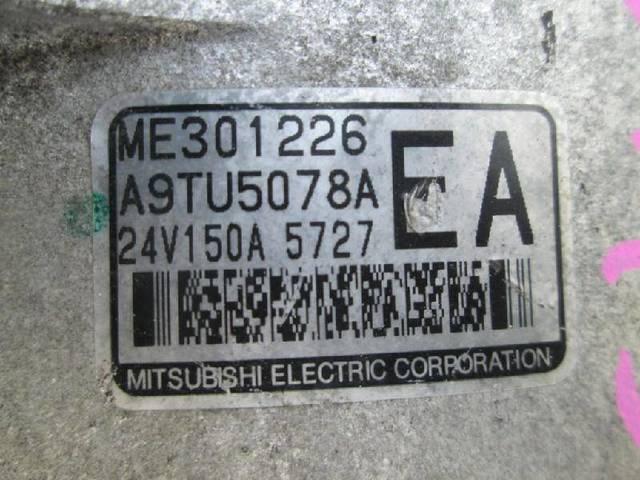 ME301226
A9TU5078A
EA
24V150A 5727
MITSUBISHI ELECTRIC CORPORATION